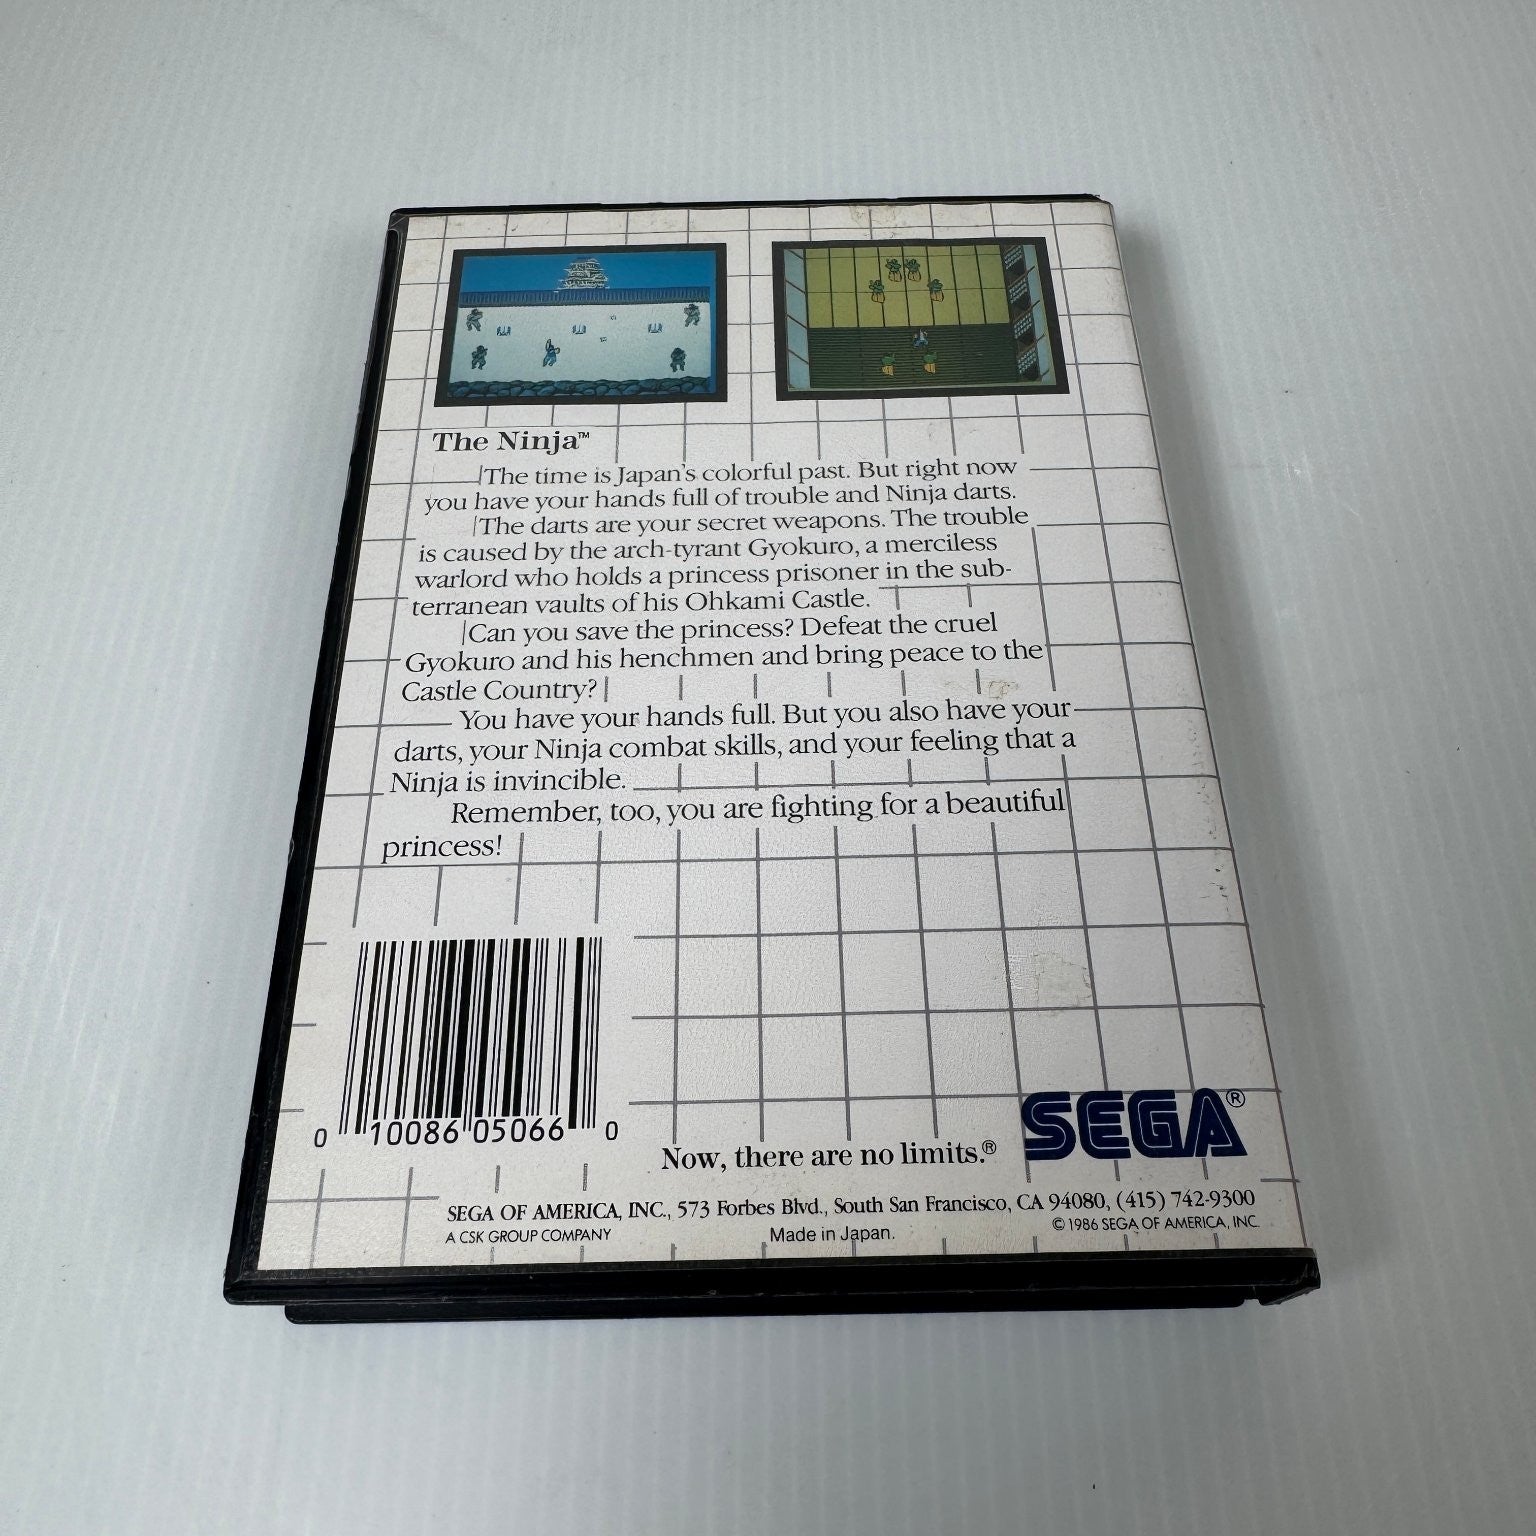 The Ninja™
The time is Japan's colorful past. But right now
you have your hands full of trouble and Ninja darts.
The darts are your secret weapons. The trouble
is caused by the arch-tyrant Gyokuro, a merciless
warlord who holds a princess prisoner in the sub-
terranean vaults of his Ohkami Castle.
Can you save the princess? Defeat the cruel
Gyokuro and his henchmen and bring peace to the
Castle Country?
You have your hands full. But you also have your
darts, your Ninja combat skills, and your feeling that a
Ninja is invincible.
Remember, too, you are fighting for a beautiful
princess!
0 10086 05066 0
Now, there are no limits.® SEGA®
SEGA OF AMERICA, INC., 573 Forbes Blvd., South San Francisco, CA 94080, (415) 742-9300
A CSK GROUP COMPANY Made in Japan. © 1986 SEGA OF AMERICA, INC.